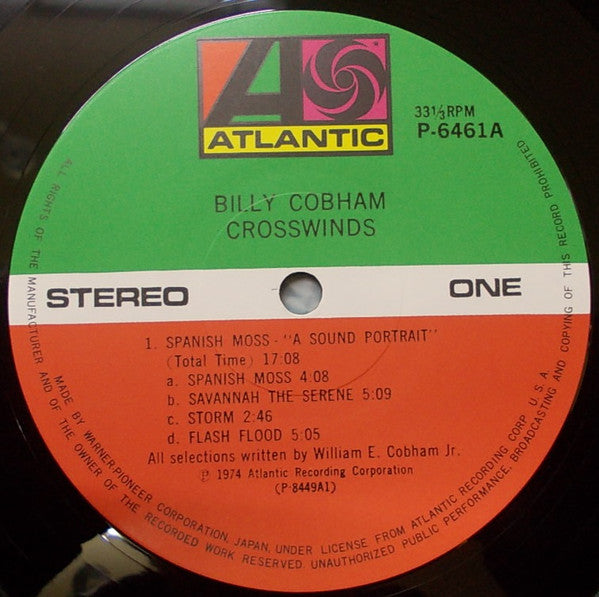 ATLANTIC
33⅓ RPM
P-6461A
BILLY COBHAM
CROSSWINDS
STEREO
ONE
1. SPANISH MOSS - "A SOUND PORTRAIT"
(Total Time) 17:08
a. SPANISH MOSS 4:08
b. SAVANNAH THE SERENE 5:09
c. STORM 2:46
d. FLASH FLOOD 5:05
All selections written by William E. Cobham Jr.
℗ 1974 Atlantic Recording Corporation
(P-8449A1)
MADE BY WARNER-PIONEER CORPORATION, JAPAN, UNDER LICENSE FROM ATLANTIC RECORDING CORP. U.S.A.
ALL RIGHTS OF THE MANUFACTURER AND OF THE OWNER OF THE RECORDED WORK RESERVED. UNAUTHORIZED PUBLIC PERFORMANCE, BROADCASTING AND COPYING OF THIS RECORD PROHIBITED